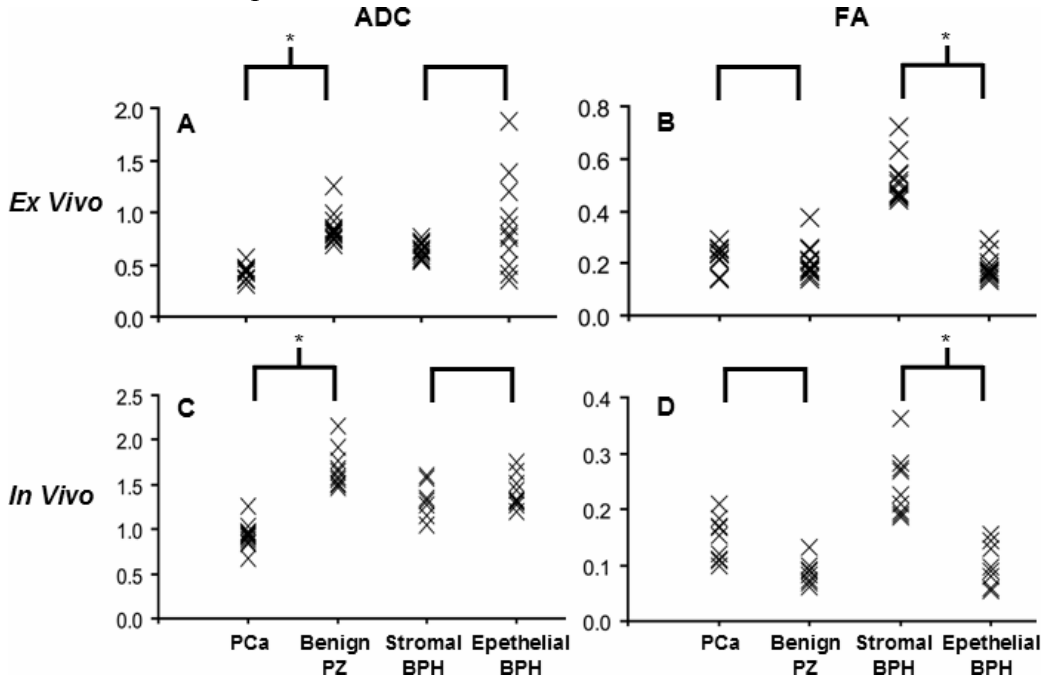 ADC FA
* *
2.0 A 0.8 B
1.5 0.6
Ex Vivo
1.0 0.4
0.5 0.2
0.0 0.0
* *
2.5 C 0.4 D
2.0 0.3
In Vivo
1.5
1.0 0.2
0.5 0.1
0.0 0.0
PCa Benign Stromal Epethelial PCa Benign Stromal Epethelial
PZ BPH BPH PZ BPH BPH